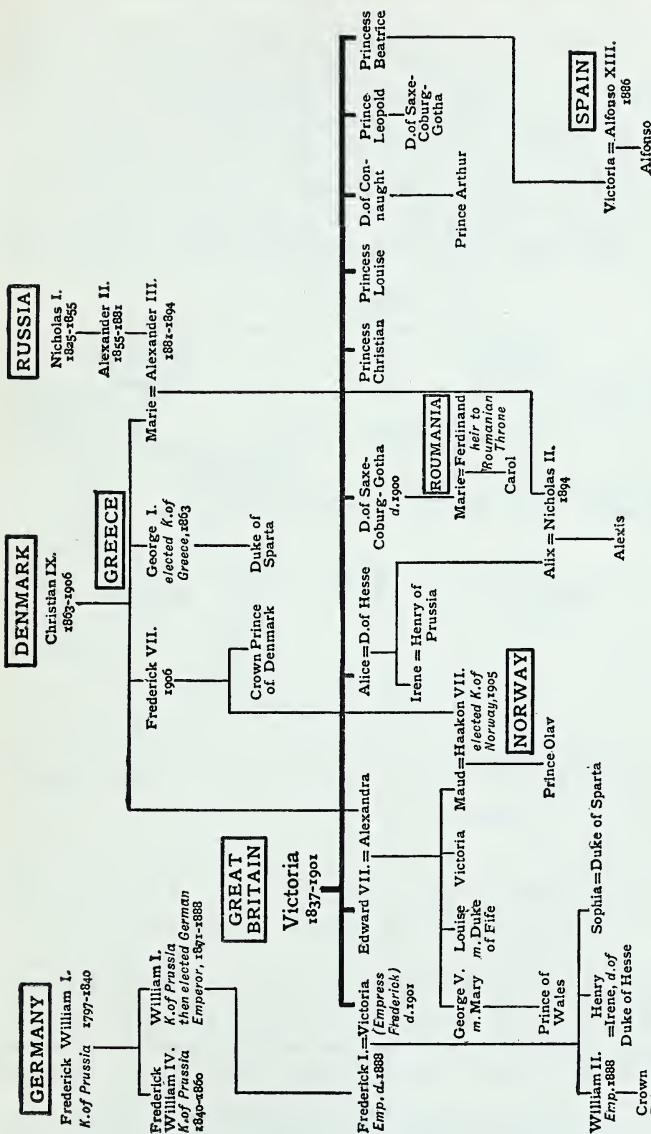 GERMANY
Frederick William I.
K. of Prussia 1797-1840
Frederick
William IV.
K. of Prussia
1840-1860
William I.
K. of Prussia
then elected German
Emperor, 1871-1888
DENMARK
Christian IX.
1863-1906
GREECE
RUSSIA
Nicholas I.
1825-1855
Alexander II.
1855-1881
Frederick VII.
1906
George I.
elected K. of
Greece, 1863
Marie = Alexander III.
1881-1894
Crown Prince
of Denmark
Duke of
Sparta
GREAT
BRITAIN
Victoria
1837-1901
Frederick I. = Victoria
Emp. d. 1888
(Empress
Frederick)
d. 1901
Edward VII. = Alexandra
Alice = D. of Hesse
D. of Saxe-
Coburg-Gotha
d. 1900
Princess
Christian
Princess
Louise
D. of Con-
naught
Prince
Leopold
Princess
Beatrice
George V.
m. Mary
Louise
m. Duke
of Fife
Victoria
Maud = Haakon VII.
elected K. of
Norway, 1905
Irene = Henry of
Prussia
ROUMANIA
Marie = Ferdinand
heir to
Roumanian
Throne
Prince Arthur
D. of Saxe-
Coburg-
Gotha
Prince of
Wales
NORWAY
Prince Olav
Carol
Alix = Nicholas II.
1894
Alexis
SPAIN
Victoria = Alfonso XIII.
1886
Alfonso
William II.
Emp. 1888
Henry
= Irene, d. of
Duke of Hesse
Sophia = Duke of Sparta
Crown